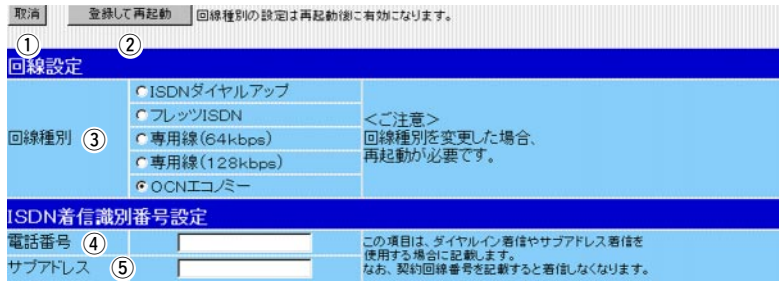 取消 登録して再起動 回線種別の設定は再起動後に有効になります。
① ②
回線設定
回線種別 ③
ISDNダイヤルアップ
フレッツISDN
専用線(64kbps)
専用線(128kbps)
OCNエコノミー
<ご注意>
回線種別を変更した場合、
再起動が必要です。
ISDN着信識別番号設定
電話番号 ④
サブアドレス ⑤
この項目は、ダイヤルイン着信やサブアドレス着信を
使用する場合に記載します。
なお、契約回線番号を記載すると着信しなくなります。